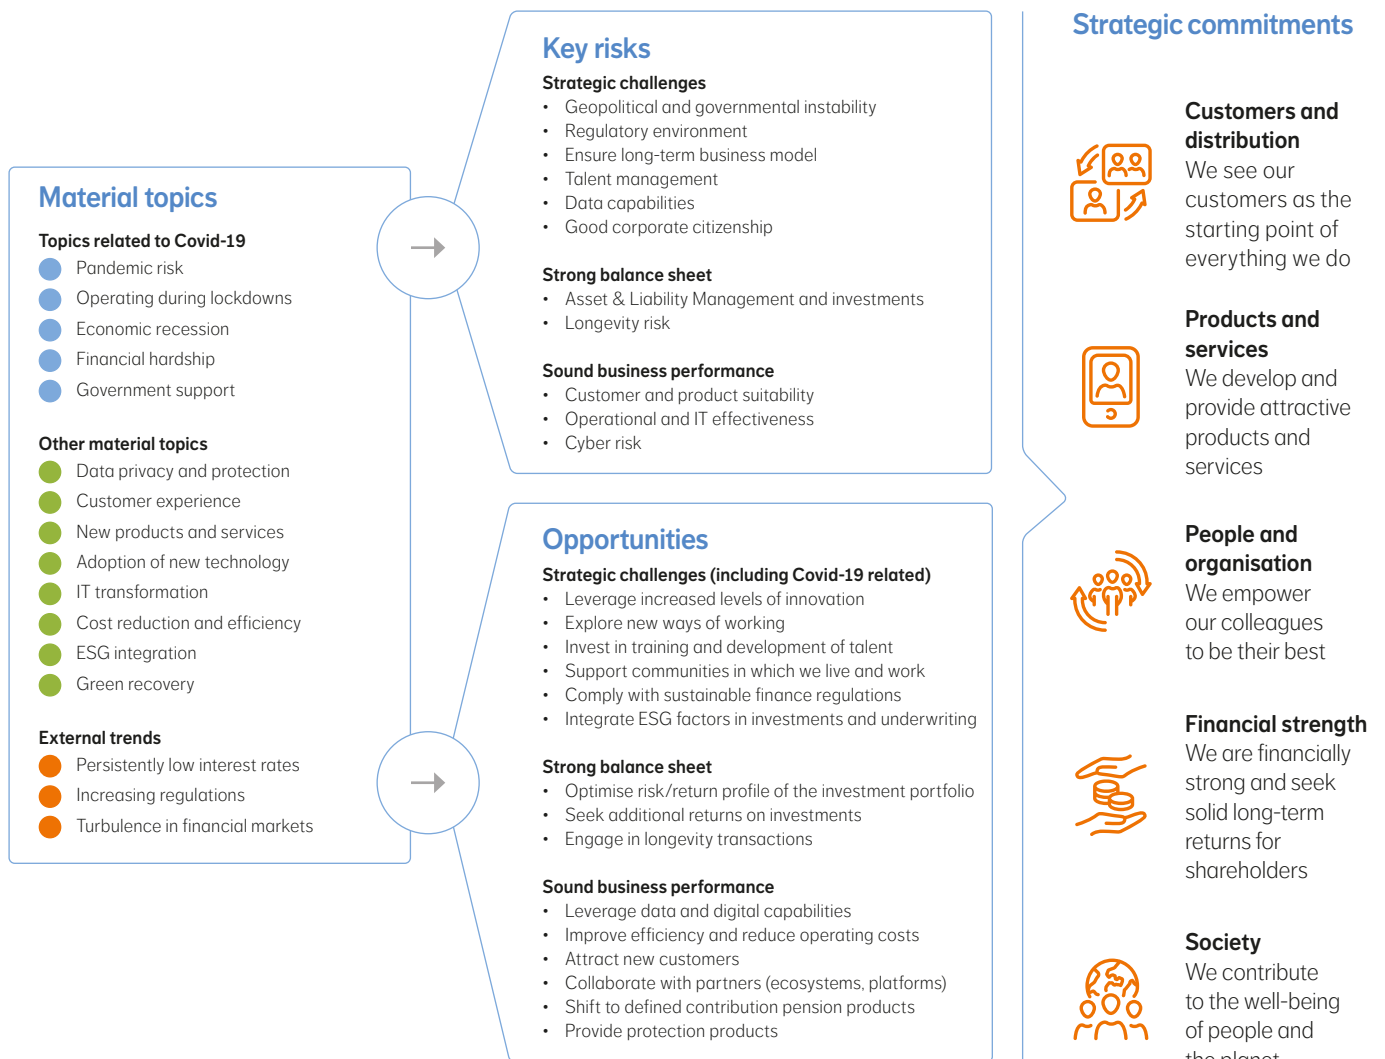 Material topics
Topics related to Covid-19
Pandemic risk
Operating during lockdowns
Economic recession
Financial hardship
Government support
Other material topics
Data privacy and protection
Customer experience
New products and services
Adoption of new technology
IT transformation
Cost reduction and efficiency
ESG integration
Green recovery
External trends
Persistently low interest rates
Increasing regulations
Turbulence in financial markets
Key risks
Strategic challenges
• Geopolitical and governmental instability
• Regulatory environment
• Ensure long-term business model
• Talent management
• Data capabilities
• Good corporate citizenship
Strong balance sheet
• Asset & Liability Management and investments
• Longevity risk
Sound business performance
• Customer and product suitability
• Operational and IT effectiveness
• Cyber risk
Opportunities
Strategic challenges (including Covid-19 related)
• Leverage increased levels of innovation
• Explore new ways of working
• Invest in training and development of talent
• Support communities in which we live and work
• Comply with sustainable finance regulations
• Integrate ESG factors in investments and underwriting
Strong balance sheet
• Optimise risk/return profile of the investment portfolio
• Seek additional returns on investments
• Engage in longevity transactions
Sound business performance
• Leverage data and digital capabilities
• Improve efficiency and reduce operating costs
• Attract new customers
• Collaborate with partners (ecosystems, platforms)
• Shift to defined contribution pension products
• Provide protection products
Strategic commitments
Customers and
distribution
We see our
customers as the
starting point of
everything we do
Products and
services
We develop and
provide attractive
products and
services
People and
organisation
We empower
our colleagues
to be their best
Financial strength
We are financially
strong and seek
solid long-term
returns for
shareholders
Society
We contribute
to the well-being
of people and
the planet